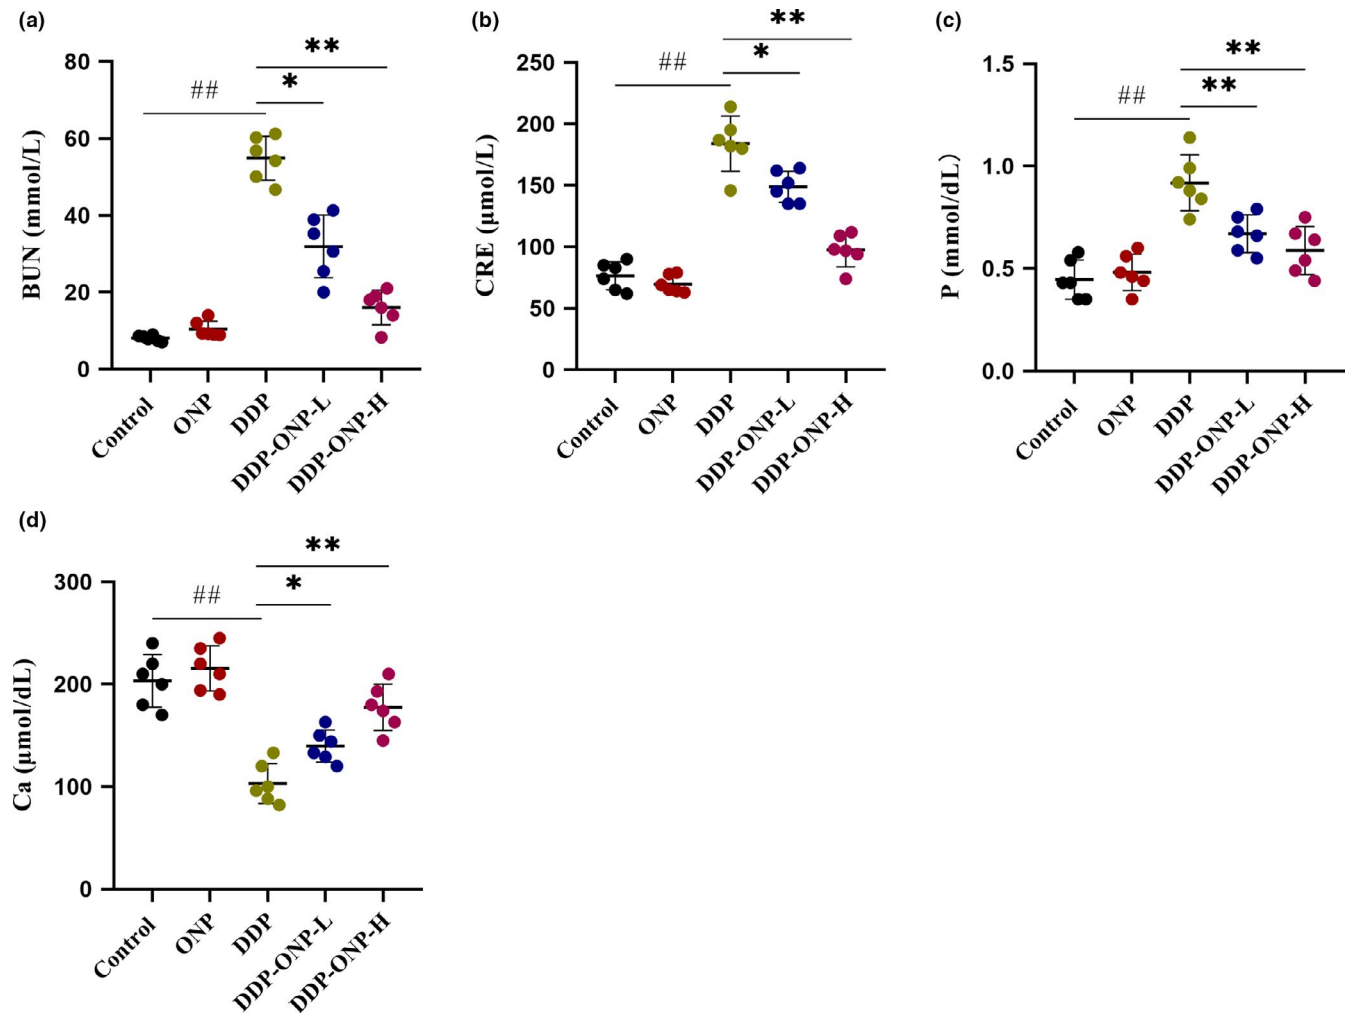 (a)
**
##
*
80
60
40
20
0
BUN (mmol/L)
Control
ONP
DDP
DDP-ONP-L
DDP-ONP-H
(b)
**
##
*
250
200
150
100
50
0
CRE (μmol/L)
Control
ONP
DDP
DDP-ONP-L
DDP-ONP-H
(c)
**
##
**
1.5
1.0
0.5
0.0
P (mmol/dL)
Control
ONP
DDP
DDP-ONP-L
DDP-ONP-H
(d)
**
##
*
300
200
100
0
Ca (μmol/dL)
Control
ONP
DDP
DDP-ONP-L
DDP-ONP-H